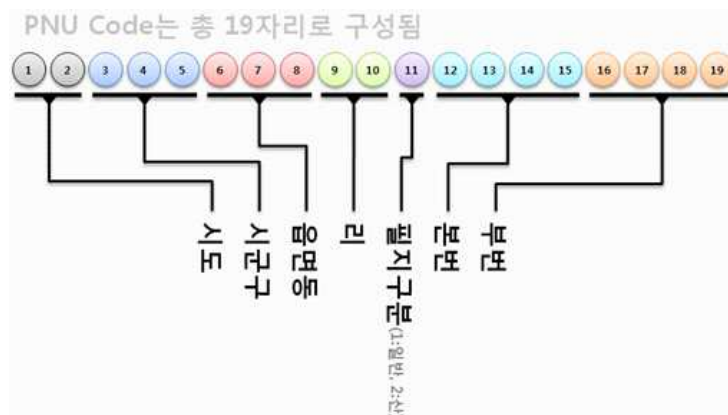 PNU Code는 총 19자리로 구성됨
1 2 3 4 5 6 7 8 9 10 11 12 13 14 15 16 17 18 19
시도
시군구
읍면동
리
필지구분(1:일반, 2:산
본번
부번